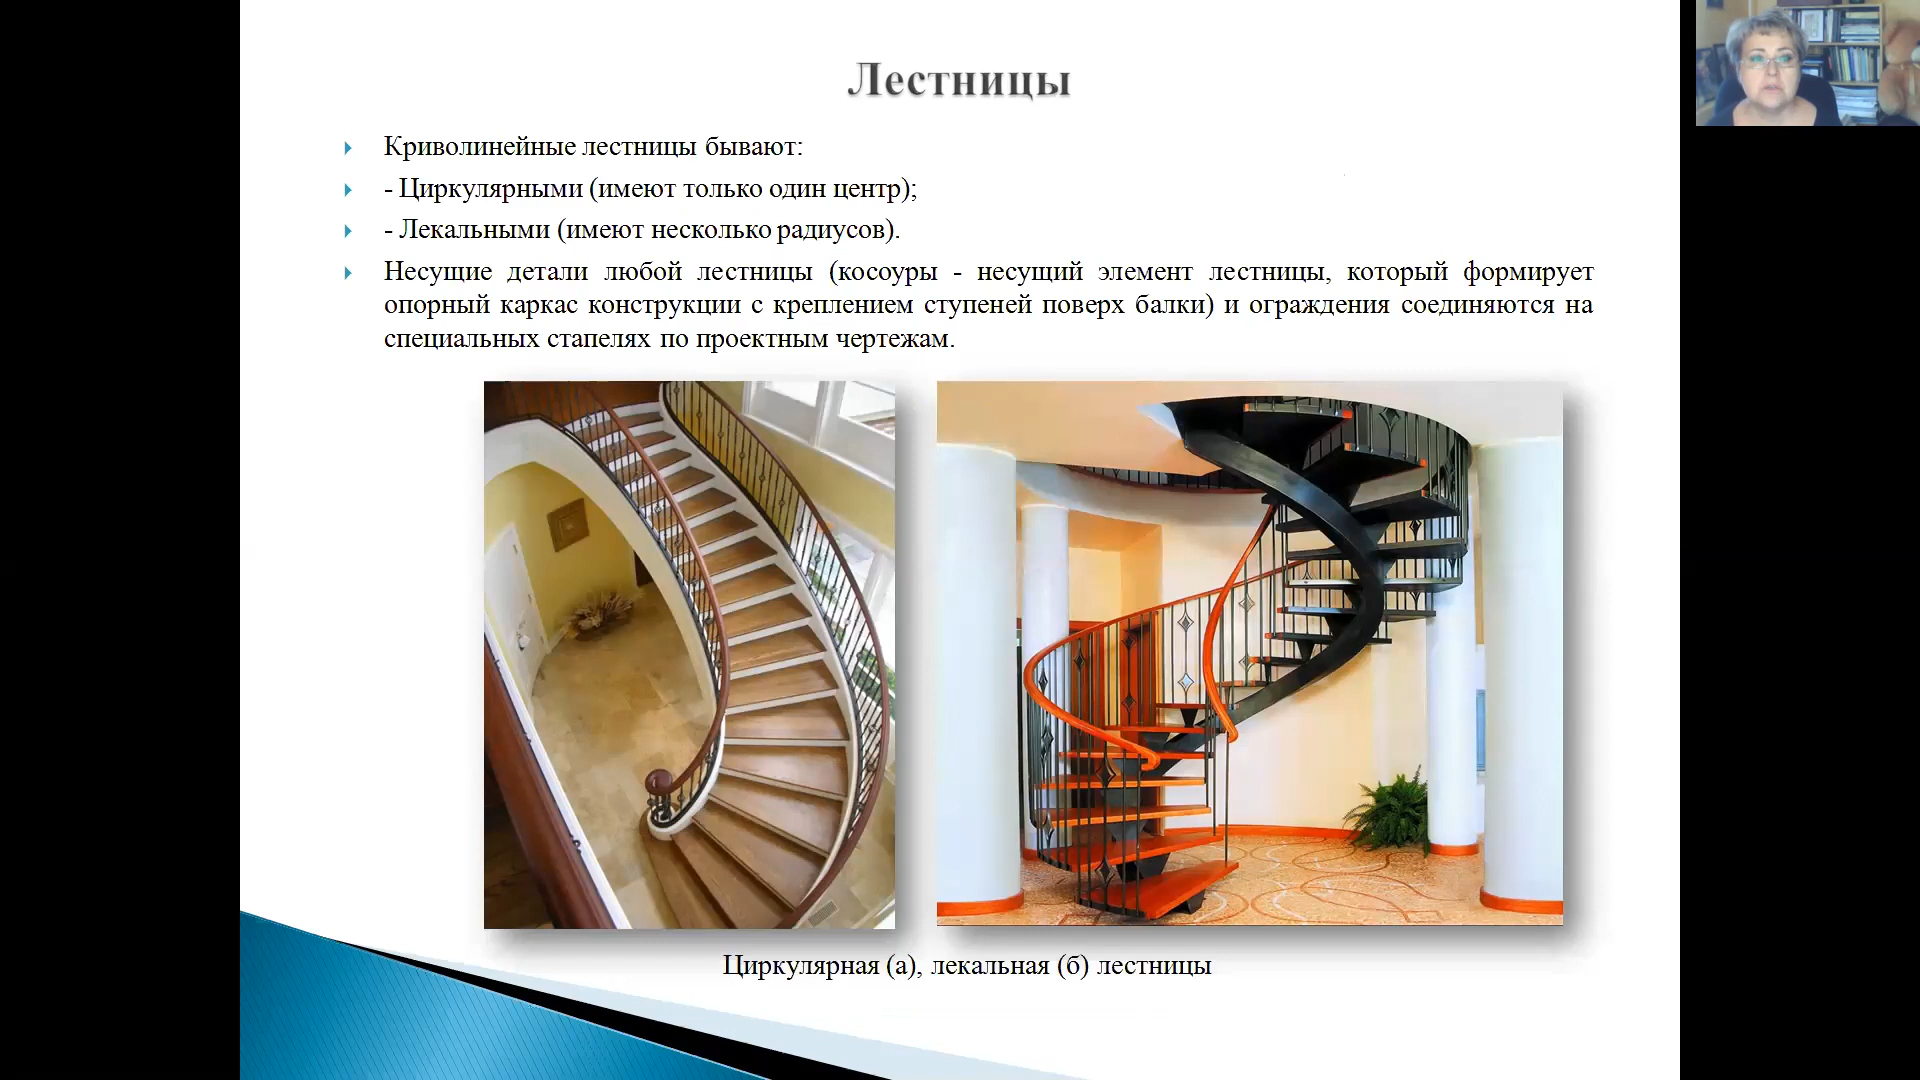 Лестницы
Криволинейные лестницы бывают:
- Циркулярными (имеют только один центр);
- Лекальными (имеют несколько радиусов).
Несущие детали любой лестницы (косоуры - несущий элемент лестницы, который формирует
опорный каркас конструкции с креплением ступеней поверх балки) и ограждения соединяются на
специальных стапелях по проектным чертежам.
Циркулярная (а), лекальная (б) лестницы